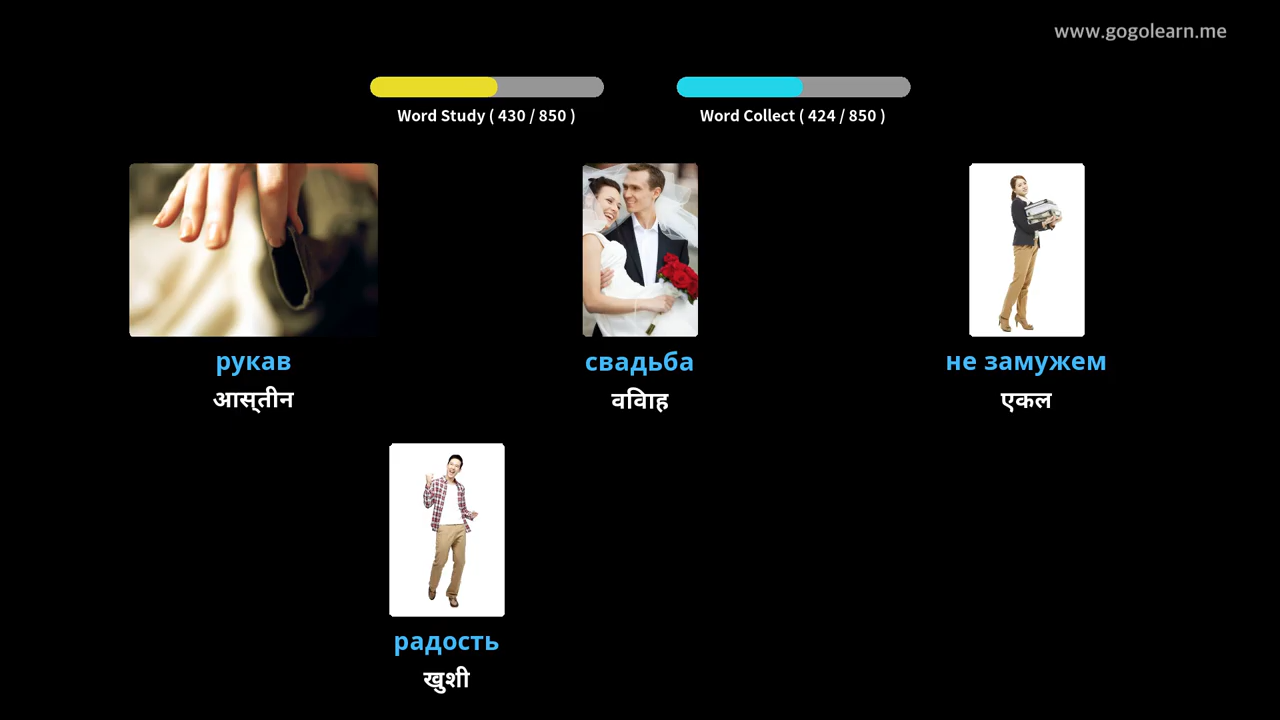 www.gogolearn.me
Word Study ( 430 / 850 )
Word Collect ( 424 / 850 )
рукав
आस्तीन
свадьба
वविाह
не замужем
एकल
радость
खुशी